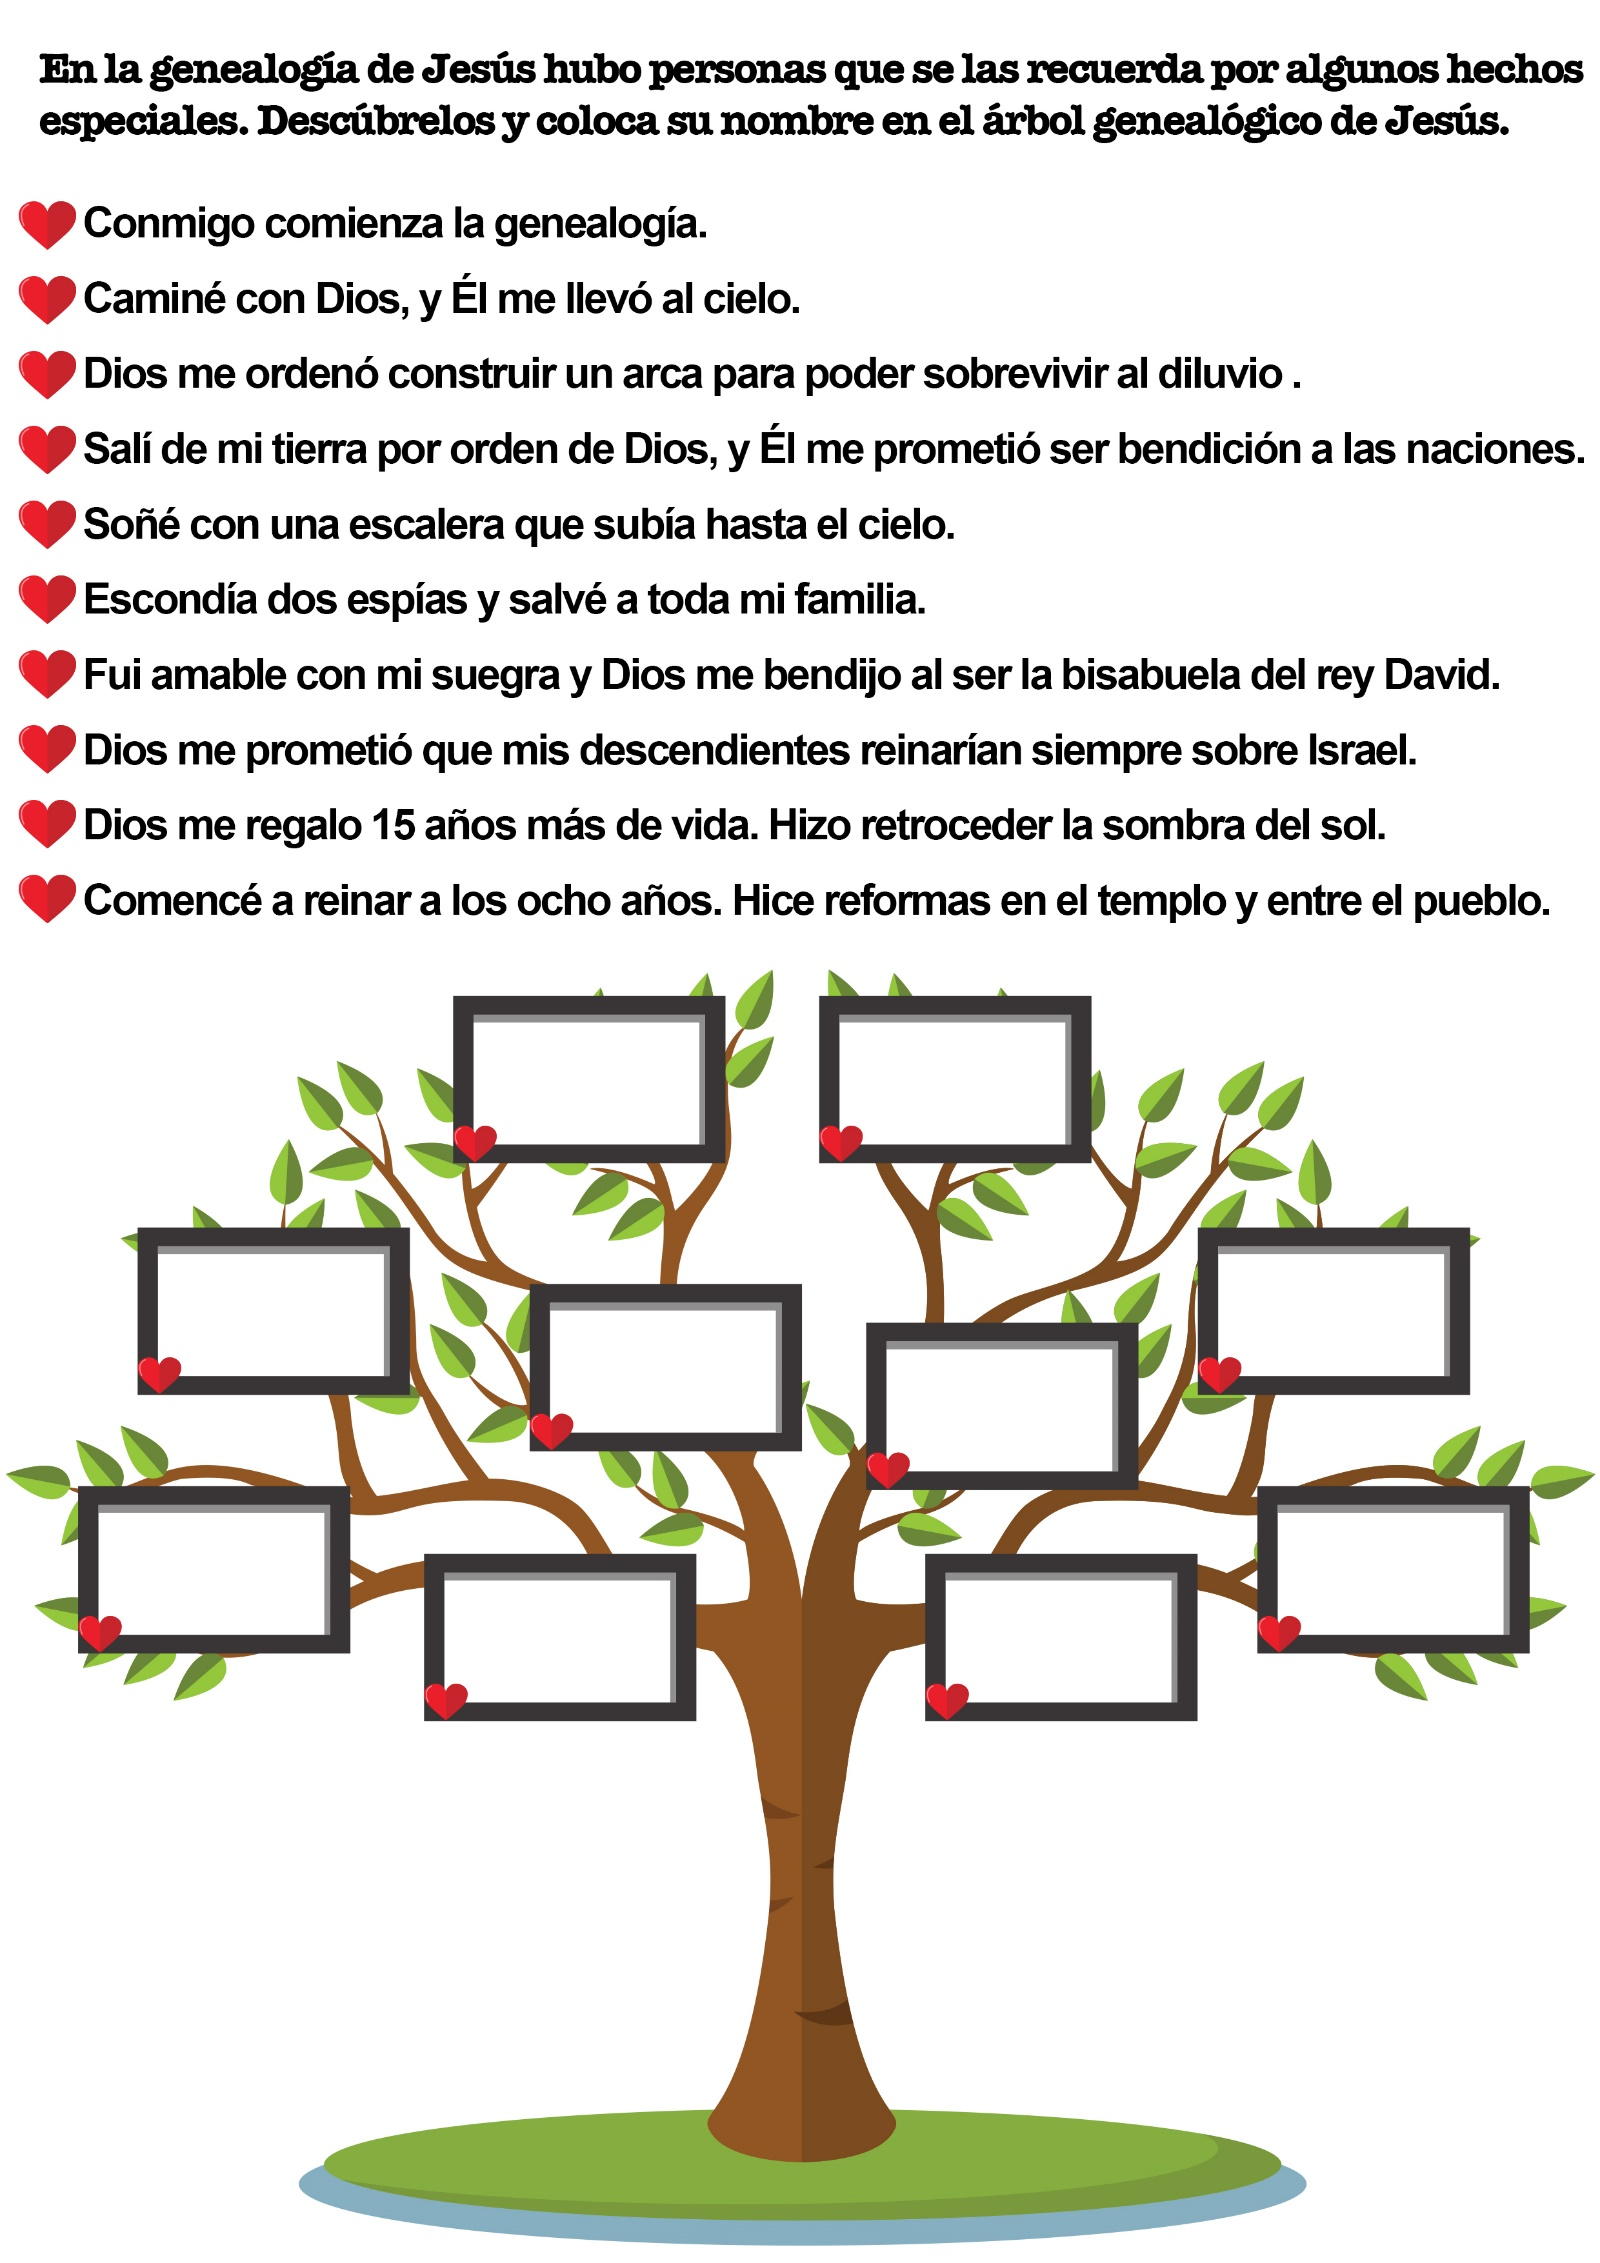 En la genealogía de Jesús hubo personas que se las recuerda por algunos hechos
especiales. Descúbrelos y coloca su nombre en el árbol genealógico de Jesús.
Conmigo comienza la genealogía.
Caminé con Dios, y Él me llevó al cielo.
Dios me ordenó construir un arca para poder sobrevivir al diluvio .
Salí de mi tierra por orden de Dios, y Él me prometió ser bendición a las naciones.
Soñé con una escalera que subía hasta el cielo.
Escondía dos espías y salvé a toda mi familia.
Fui amable con mi suegra y Dios me bendijo al ser la bisabuela del rey David.
Dios me prometió que mis descendientes reinarían siempre sobre Israel.
Dios me regalo 15 años más de vida. Hizo retroceder la sombra del sol.
Comencé a reinar a los ocho años. Hice reformas en el templo y entre el pueblo.